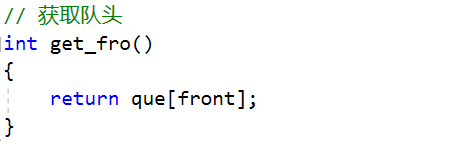 // 获取队头
int get_fro()
{
    return que[front];
}